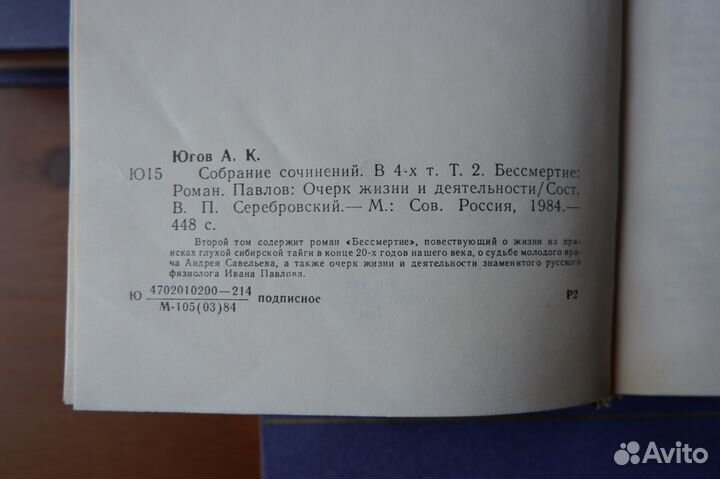 Югов А. К.
Ю15 Собрание сочинений. В 4-х т. Т. 2. Бессмертие:
Роман. Павлов: Очерк жизни и деятельности/Сост.
В. П. Серебровский.— М.: Сов. Россия, 1984.—
448 с.
Второй том содержит роман «Бессмертие», повествующий о жизни на при-
исках глухой сибирской тайги в конце 20-х годов нашего века, о судьбе молодого вра-
ча Андрея Савельева, а также очерк жизни и деятельности знаменитого русского
физиолога Ивана Павлова.
Ю 4702010200—214 подписное Р2
М-105(03)84
Avito